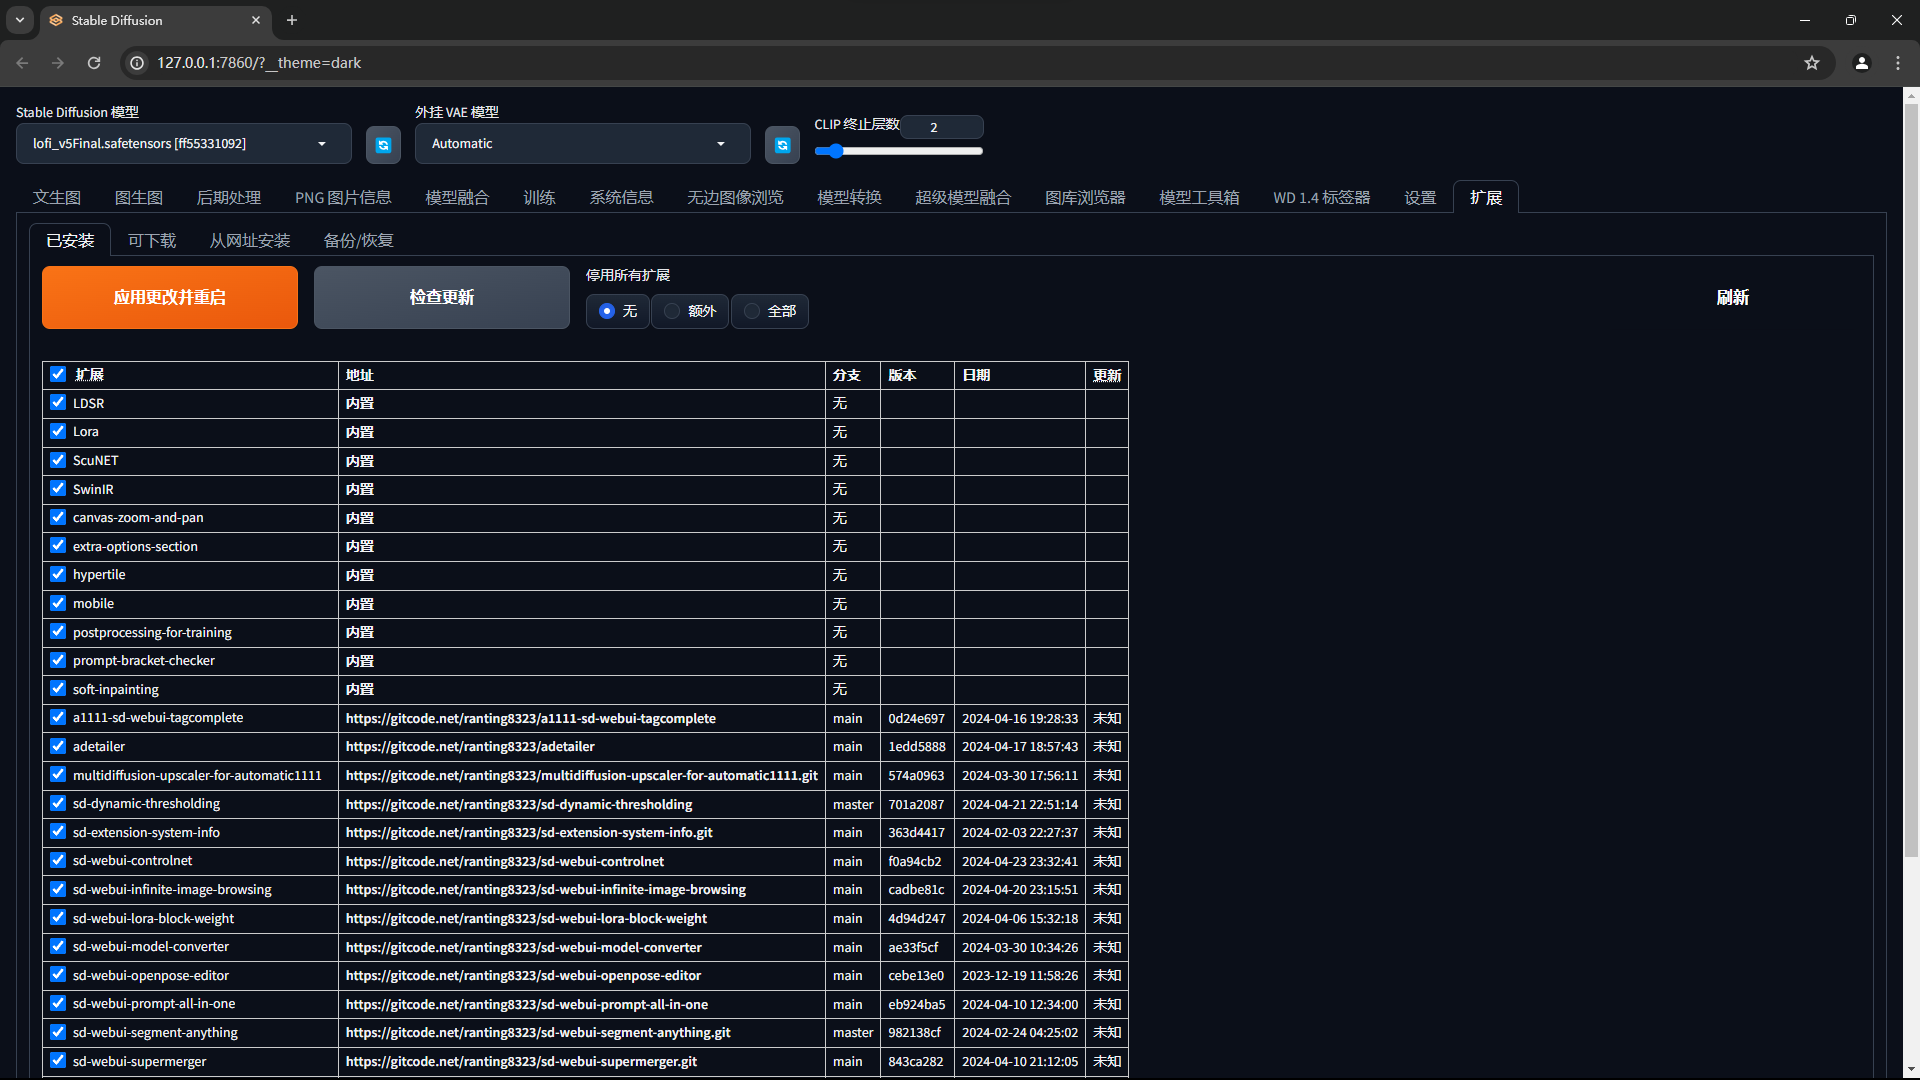 Stable Diffusion
127.0.0.1:7860/?__theme=dark
Stable Diffusion 模型
外挂 VAE 模型
CLIP 终止层数
2
lofi_v5Final.safetensors [ff55331092]
Automatic
文生图 图生图 后期处理 PNG 图片信息 模型融合 训练 系统信息 无边图像浏览 模型转换 超级模型融合 图库浏览器 模型工具箱 WD 1.4 标签器 设置 扩展
已安装 可下载 从网址安装 备份/恢复
应用更改并重启
检查更新
停用所有扩展
无 额外 全部
刷新
扩展 地址 分支 版本 日期 更新
LDSR 内置 无
Lora 内置 无
ScuNET 内置 无
SwinIR 内置 无
canvas-zoom-and-pan 内置 无
extra-options-section 内置 无
hypertile 内置 无
mobile 内置 无
postprocessing-for-training 内置 无
prompt-bracket-checker 内置 无
soft-inpainting 内置 无
a1111-sd-webui-tagcomplete https://gitcode.net/ranting8323/a1111-sd-webui-tagcomplete main 0d24e697 2024-04-16 19:28:33 未知
adetailer https://gitcode.net/ranting8323/adetailer main 1edd5888 2024-04-17 18:57:43 未知
multidiffusion-upscaler-for-automatic1111 https://gitcode.net/ranting8323/multidiffusion-upscaler-for-automatic1111.git main 574a0963 2024-03-30 17:56:11 未知
sd-dynamic-thresholding https://gitcode.net/ranting8323/sd-dynamic-thresholding master 701a2087 2024-04-21 22:51:14 未知
sd-extension-system-info https://gitcode.net/ranting8323/sd-extension-system-info.git main 363d4417 2024-02-03 22:27:37 未知
sd-webui-controlnet https://gitcode.net/ranting8323/sd-webui-controlnet main f0a94cb2 2024-04-23 23:32:41 未知
sd-webui-infinite-image-browsing https://gitcode.net/ranting8323/sd-webui-infinite-image-browsing main cadbe81c 2024-04-20 23:15:51 未知
sd-webui-lora-block-weight https://gitcode.net/ranting8323/sd-webui-lora-block-weight main 4d94d247 2024-04-06 15:32:18 未知
sd-webui-model-converter https://gitcode.net/ranting8323/sd-webui-model-converter main ae33f5cf 2024-03-30 10:34:26 未知
sd-webui-openpose-editor https://gitcode.net/ranting8323/sd-webui-openpose-editor main cebe13e0 2023-12-19 11:58:26 未知
sd-webui-prompt-all-in-one https://gitcode.net/ranting8323/sd-webui-prompt-all-in-one main eb924ba5 2024-04-10 12:34:00 未知
sd-webui-segment-anything https://gitcode.net/ranting8323/sd-webui-segment-anything.git master 982138cf 2024-02-24 04:25:02 未知
sd-webui-supermerger https://gitcode.net/ranting8323/sd-webui-supermerger.git main 843ca282 2024-04-10 21:12:05 未知